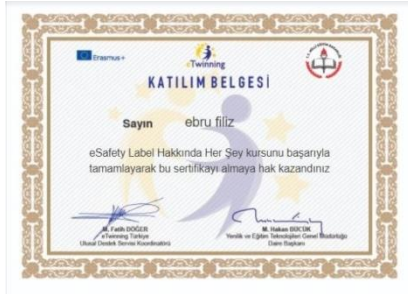 Erasmus+
eTwinning
KATILIM BELGESİ
Sayın ebru filiz
eSafety Label Hakkında Her Şey kursunu başarıyla
tamamlayarak bu sertifikayı almaya hak kazandınız
M. Fatih DÖĞER
eTwinning Türkiye
Ulusal Destek Servisi Koordinatörü
M. Hakan BÜCÜK
Yenilik ve Eğitim Teknolojileri Genel Müdürlüğü
Daire Başkanı